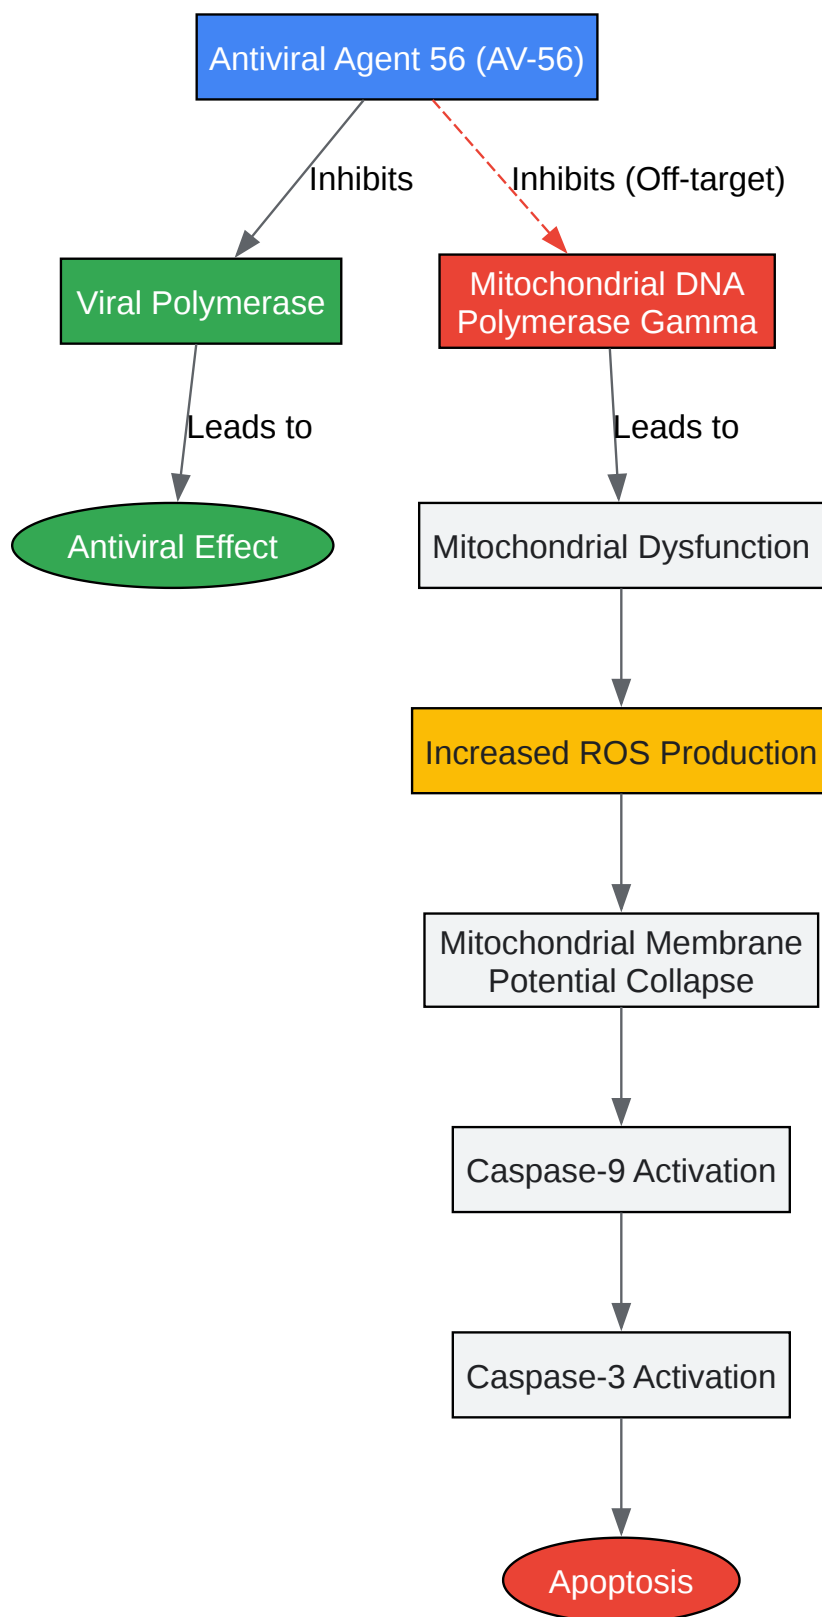 Antiviral Agent 56 (AV-56)
Inhibits
Inhibits (Off-target)
Viral Polymerase
Mitochondrial DNA
Polymerase Gamma
Leads to
Leads to
Antiviral Effect
Mitochondrial Dysfunction
Increased ROS Production
Mitochondrial Membrane
Potential Collapse
Caspase-9 Activation
Caspase-3 Activation
Apoptosis